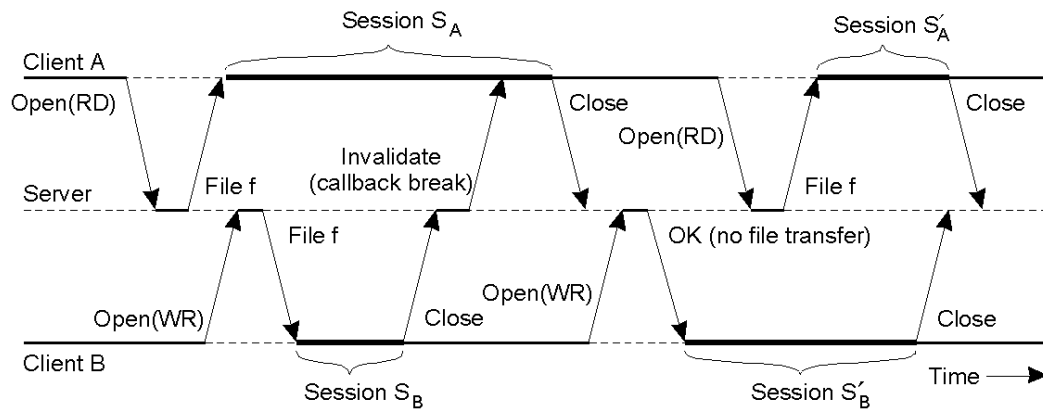 Session S_A
Session S′_A
Client A
Open(RD)
Close
Close
Open(RD)
Invalidate
(callback break)
Server
File f
File f
File f
OK (no file transfer)
Open(WR)
Close
Open(WR)
Close
Client B
Time
Session S_B
Session S′_B